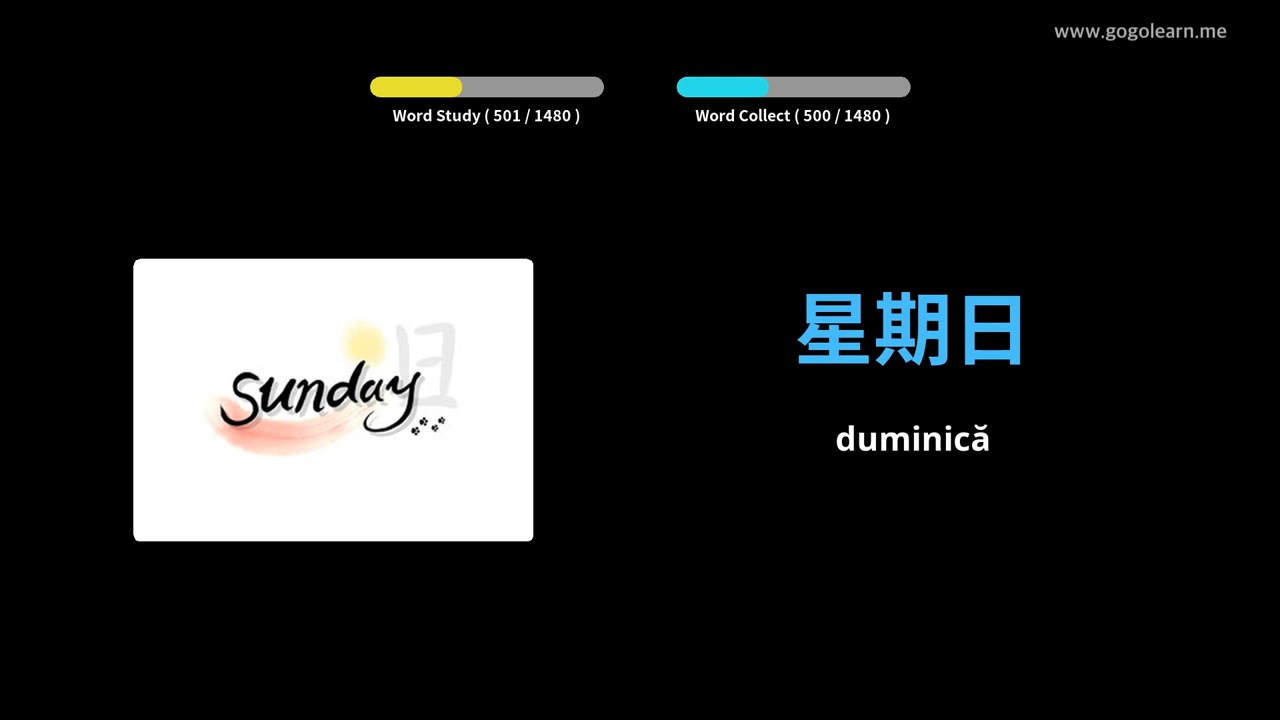 www.gogolearn.me
Word Study ( 501 / 1480 )
Word Collect ( 500 / 1480 )
日
Sunday
星期日
duminică